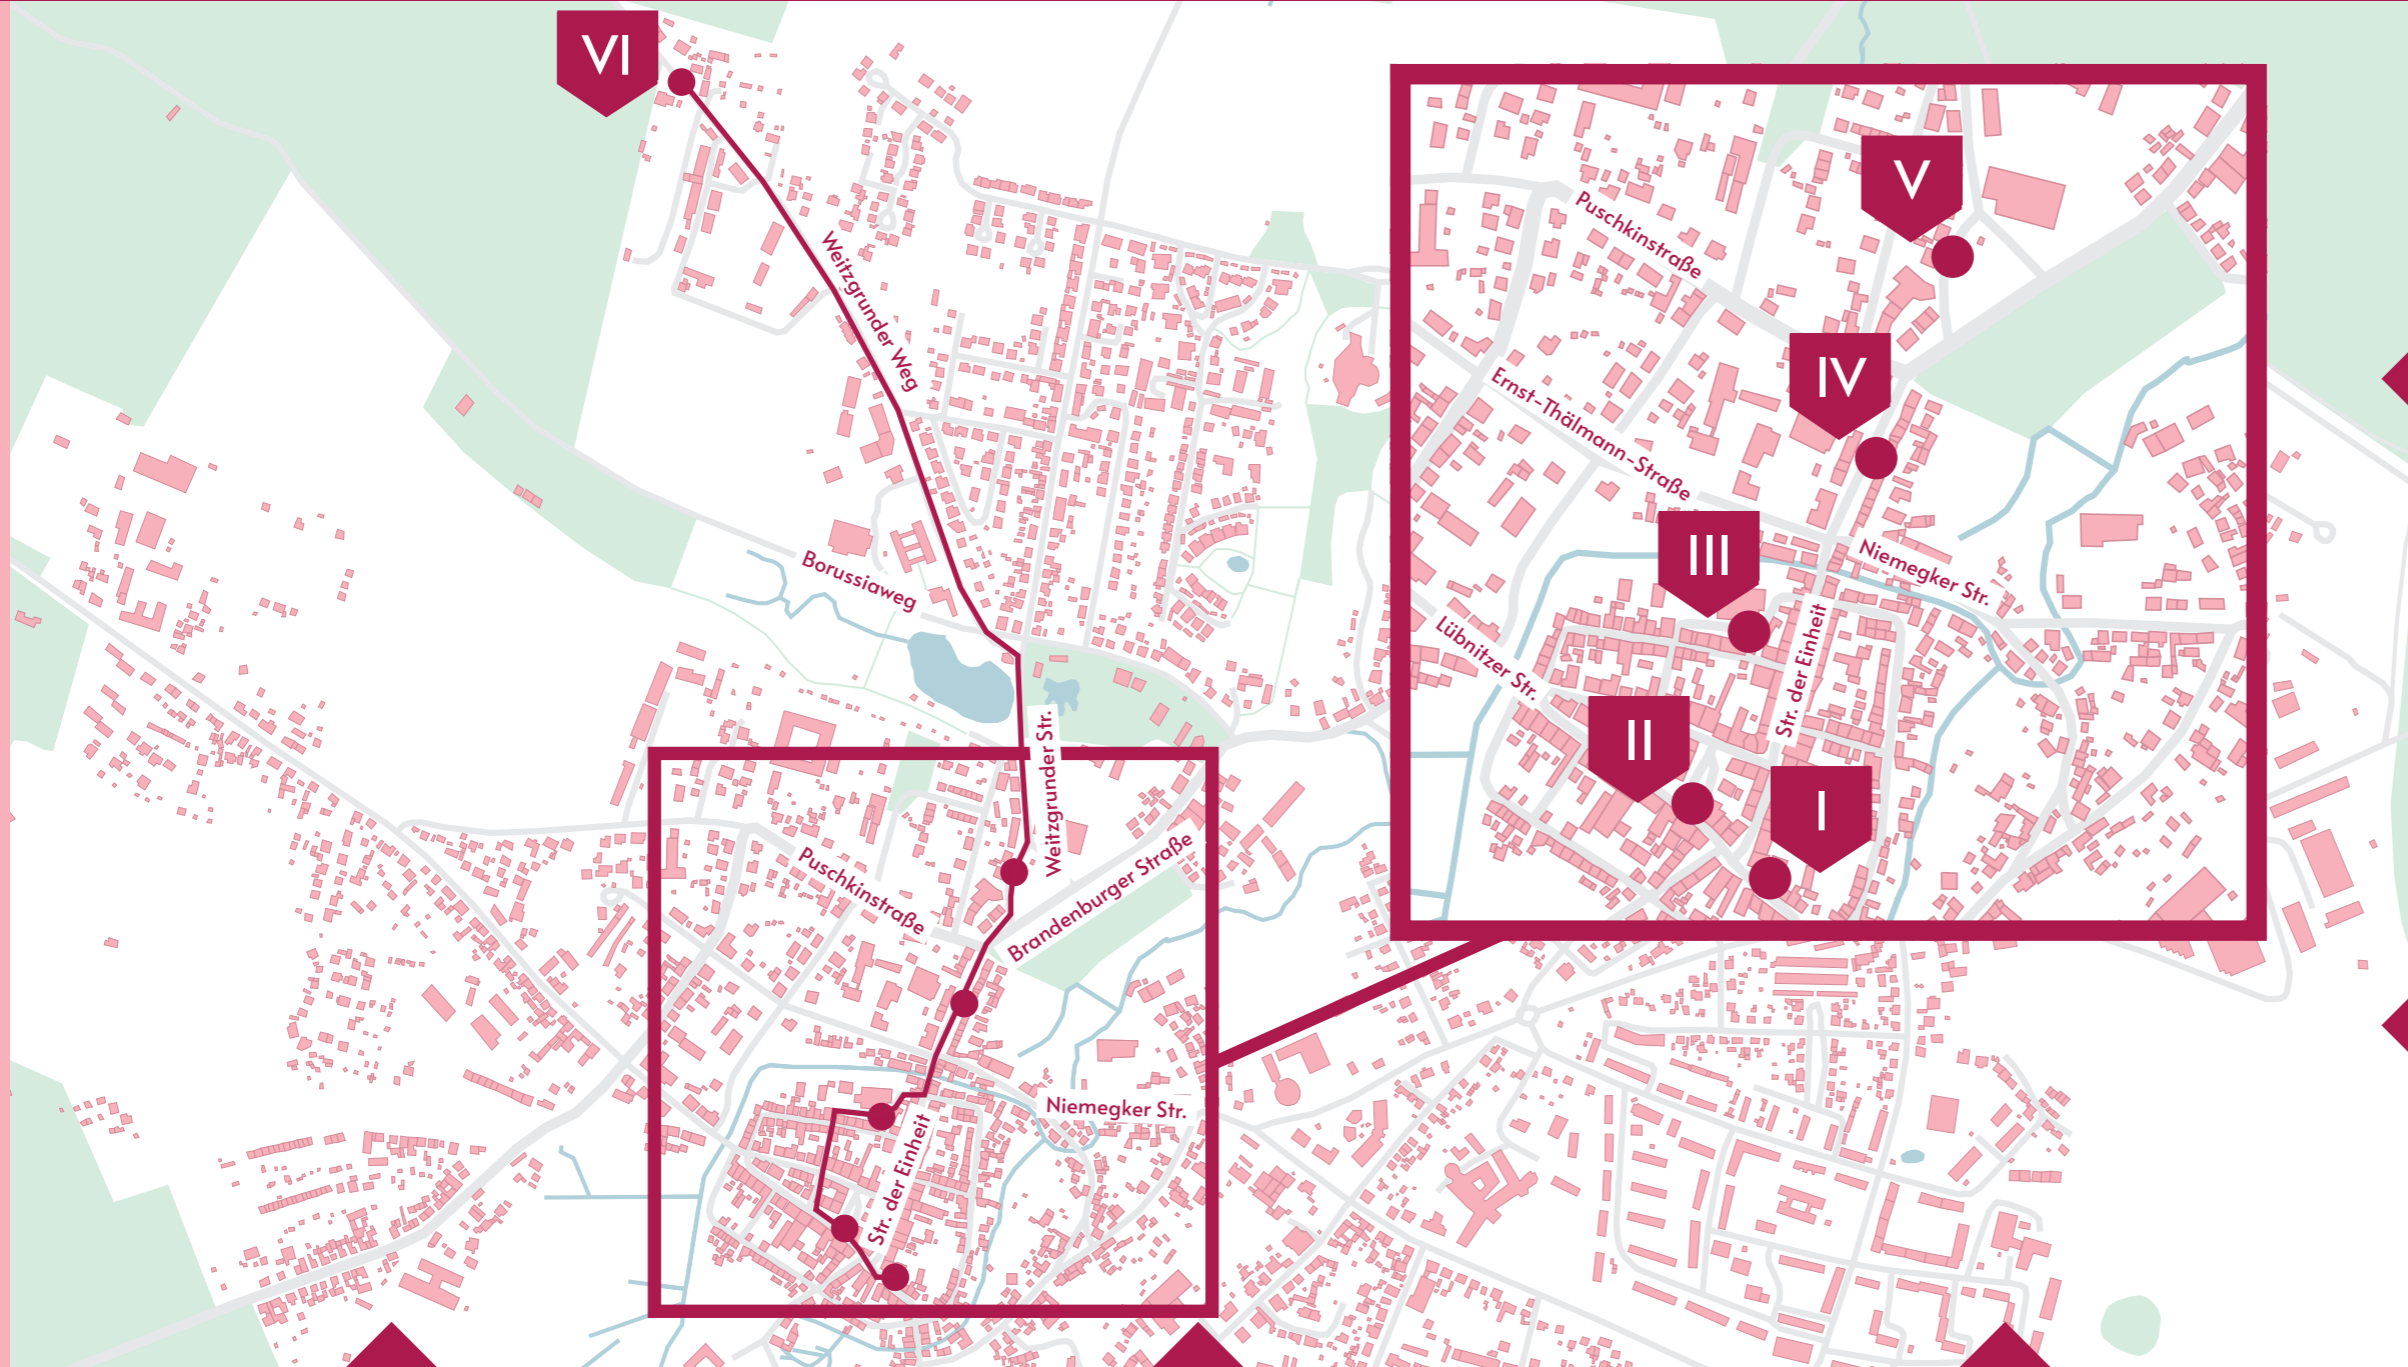 VI
Weitzgrunder Weg
Borussiaweg
Weitzgrunder Str.
Puschkinstraße
Brandenburger Straße
Niemegker Str.
Str. der Einheit
V
Puschkinstraße
IV
Ernst-Thälmann-Straße
III
Niemegker Str.
Lübnitzer Str.
Str. der Einheit
II
I